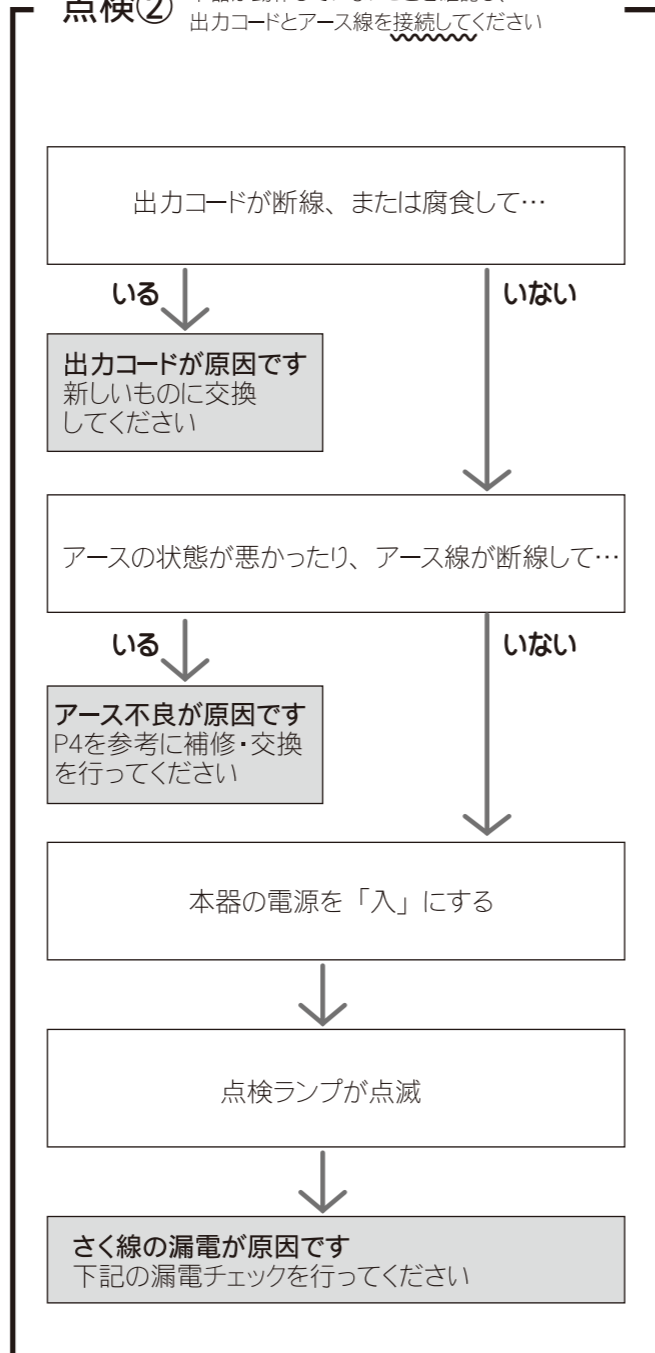 点検②
出力コードとアース線を接続してください
出力コードが断線、または腐食して…
いる
いない
出力コードが原因です
新しいものに交換
してください
アースの状態が悪かったり、アース線が断線して…
いる
いない
アース不良が原因です
P4を参考に補修・交換
を行ってください
本器の電源を「入」にする
点検ランプが点滅
さく線の漏電が原因です
下記の漏電チェックを行ってください